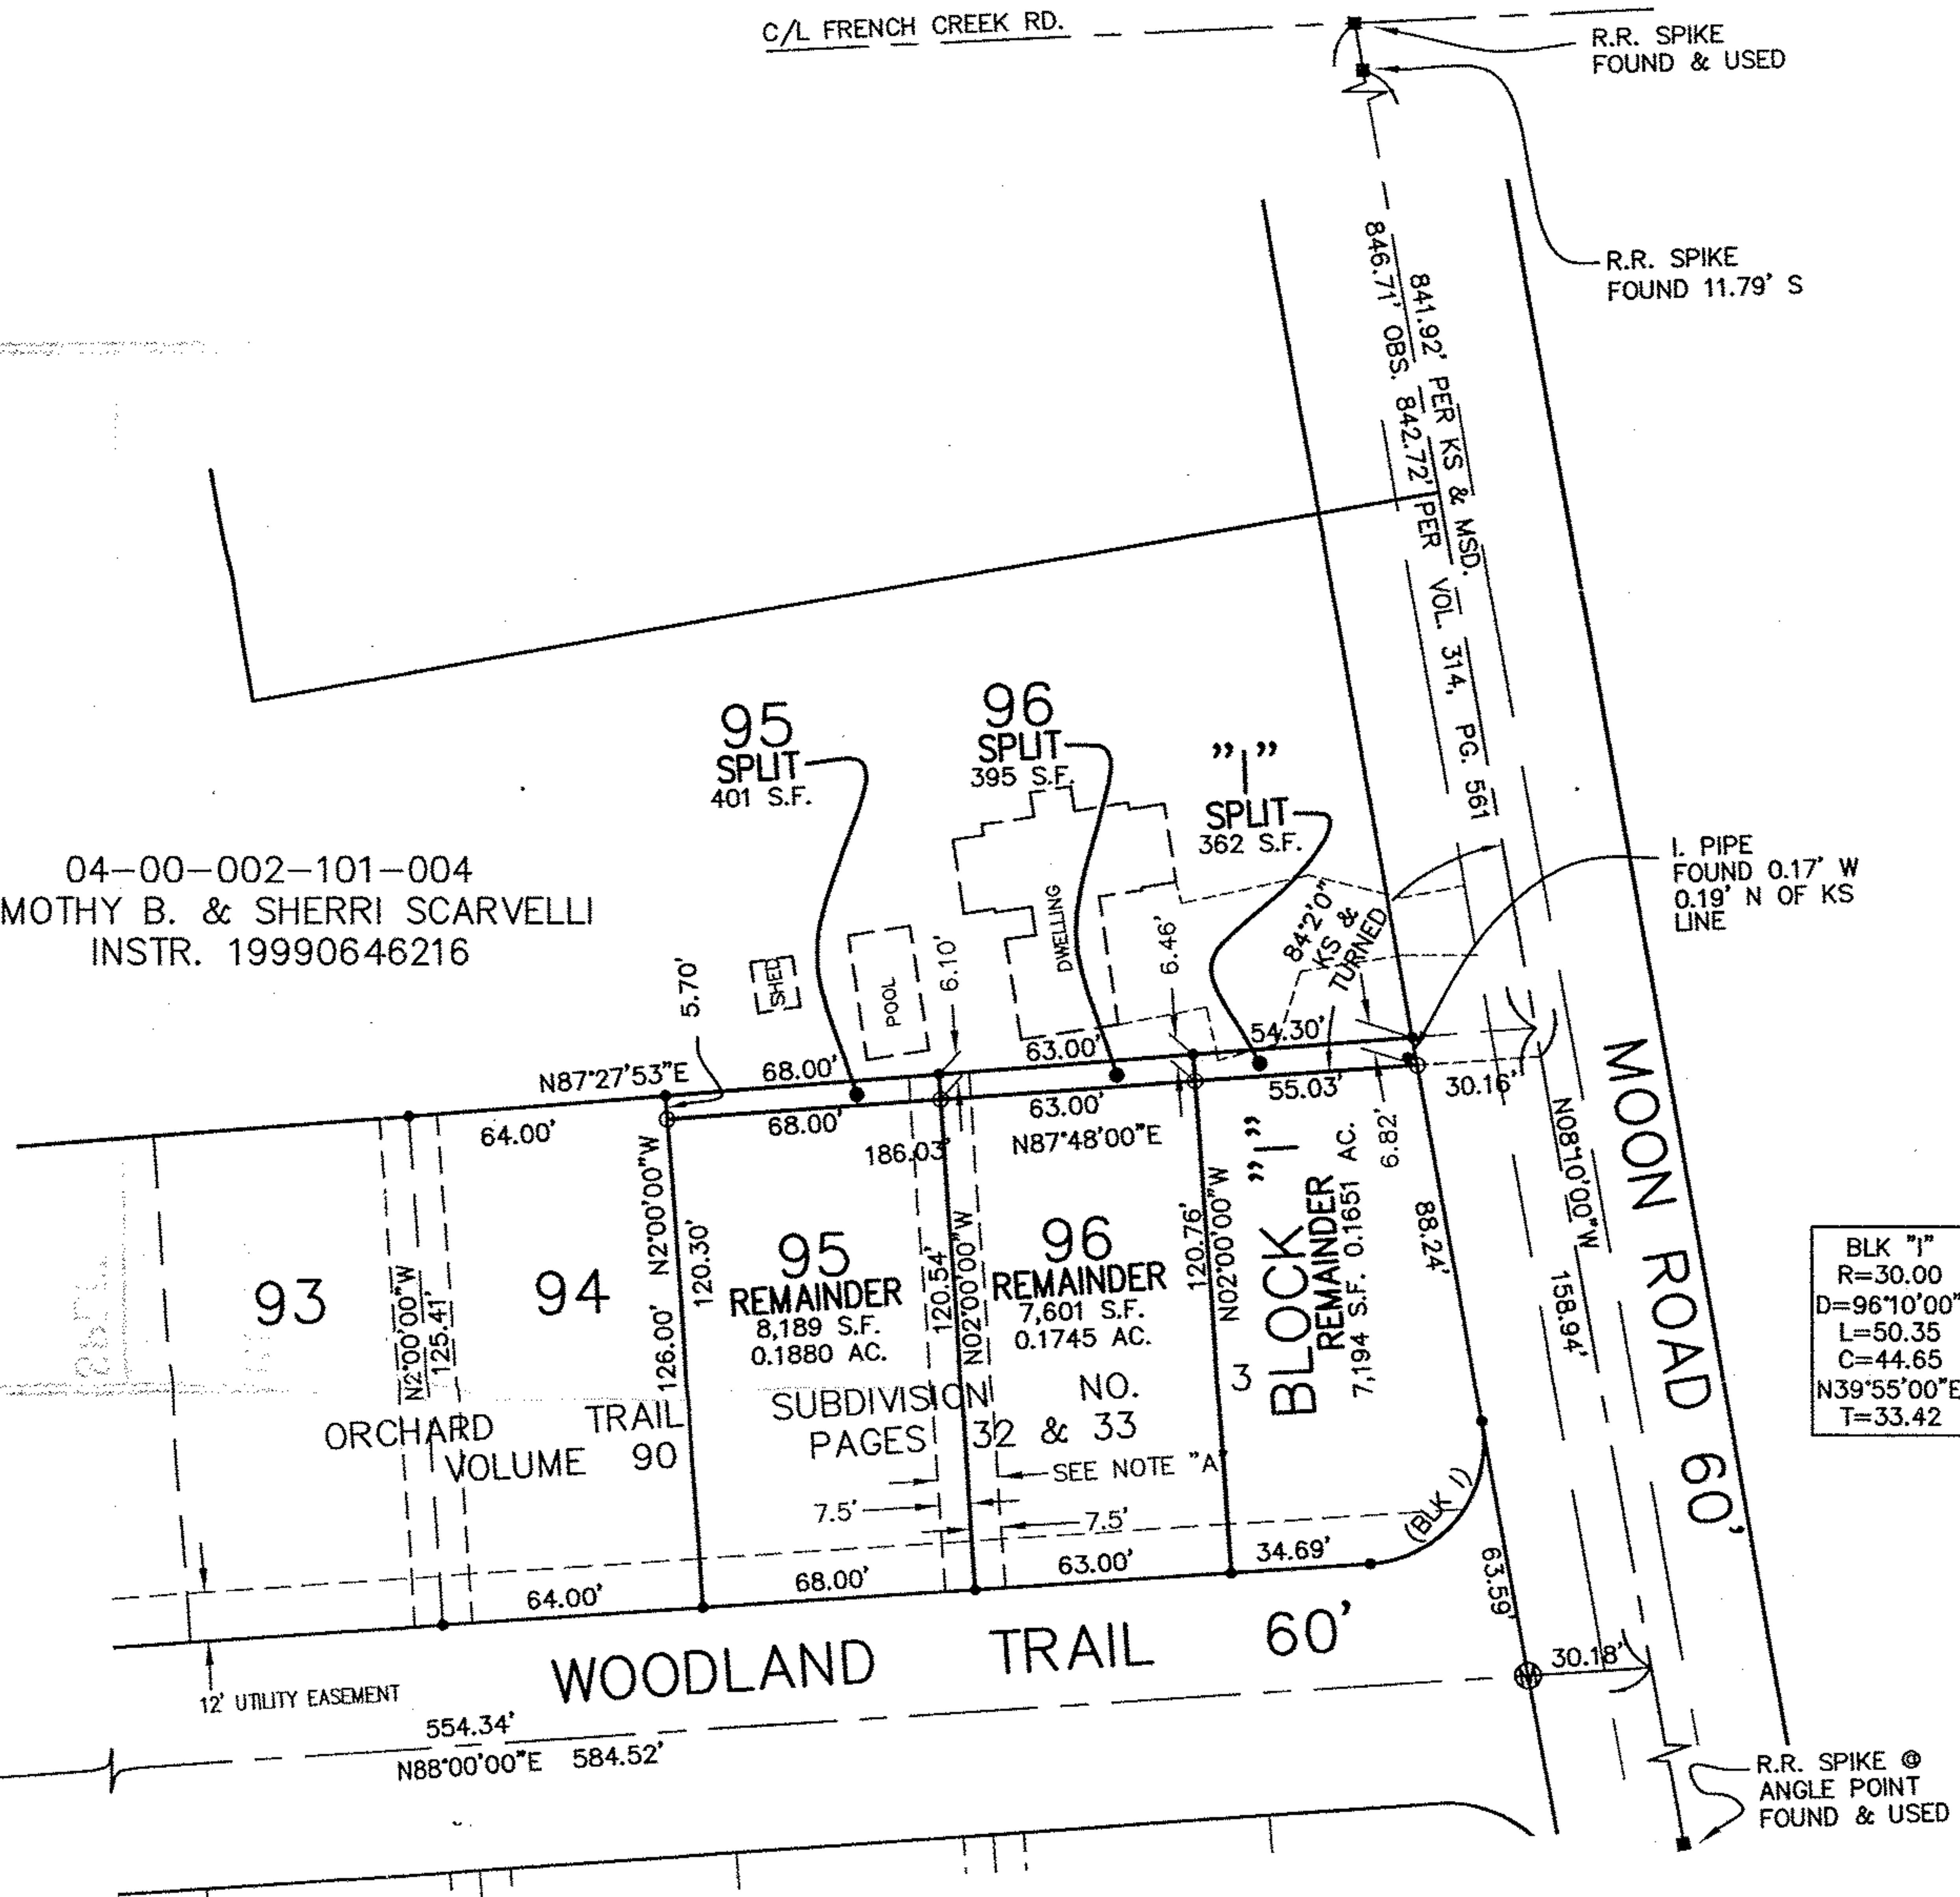 C/L FRENCH CREEK RD.
R.R. SPIKE
FOUND & USED
R.R. SPIKE
FOUND 11.79' S
841.92' PER KS & MSD.
846.71' OBS. 842.72' PER VOL. 314, PG. 561
95
SPLIT
401 S.F.
96
SPLIT
395 S.F.
"I"
SPLIT
362 S.F.
I. PIPE
FOUND 0.17' W
0.19' N OF KS
LINE
04-00-002-101-004
MOTHY B. & SHERRI SCARVELLI
INSTR. 19990646216
SHED
POOL
DWELLING
84°2'0"
KS &
TURNED
5.70'
6.10'
6.46'
N87°27'53"E
68.00'
63.00'
54.30'
64.00'
68.00'
63.00'
55.03'
30.16'
186.03'
N87°48'00"E
6.82'
N08°10'00"W
158.94'
MOON ROAD 60'
93
N2°00'00"W
125.41'
94
126.00' N2°00'00"W
120.30'
95
REMAINDER
8,189 S.F.
0.1880 AC.
120.54'
N02°00'00"W
96
REMAINDER
7,601 S.F.
0.1745 AC.
120.76'
N02°00'00"W
BLOCK "I"
REMAINDER
7,194 S.F. 0.1651 AC.
88.24'
BLK "I"
R=30.00
D=96°10'00"
L=50.35
C=44.65
N39°55'00"E
T=33.42
ORCHARD TRAIL SUBDIVISION NO. 3
VOLUME 90 PAGES 32 & 33
SEE NOTE "A"
7.5'
7.5'
(BLK I)
64.00'
68.00'
63.00'
34.69'
63.59'
12' UTILITY EASEMENT
WOODLAND TRAIL 60'
30.18'
554.34'
N88°00'00"E 584.52'
R.R. SPIKE @
ANGLE POINT
FOUND & USED